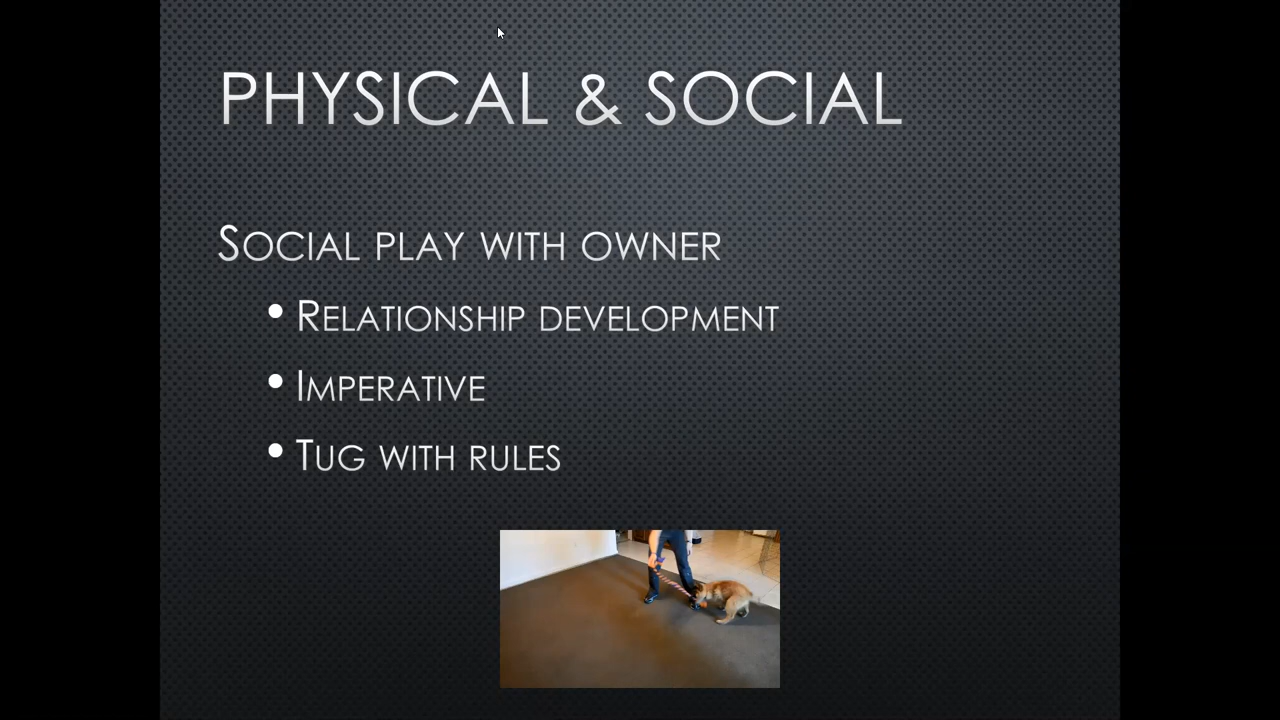 PHYSICAL & SOCIAL
SOCIAL PLAY WITH OWNER
• RELATIONSHIP DEVELOPMENT
• IMPERATIVE
• TUG WITH RULES